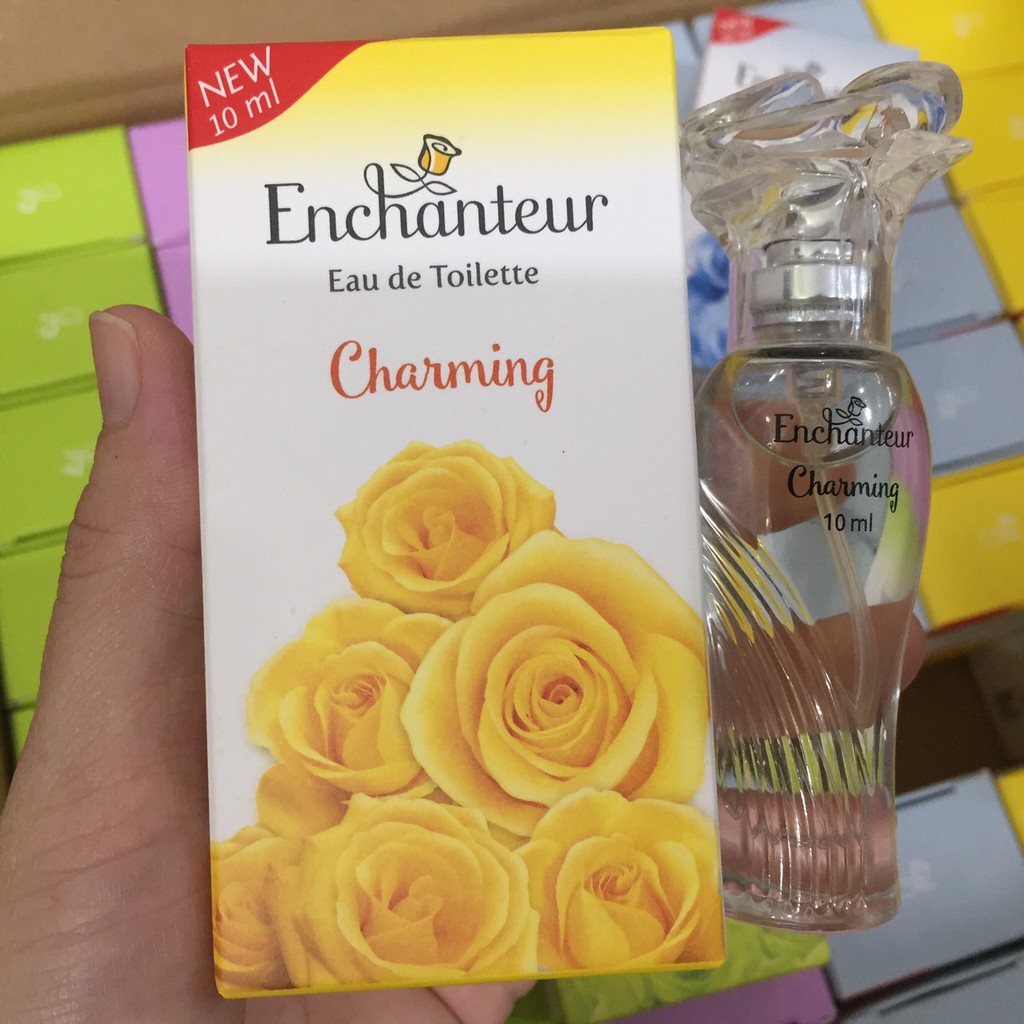 NEW
10 ml
Enchanteur
Eau de Toilette
Charming
Enchanteur
Charming
10 ml